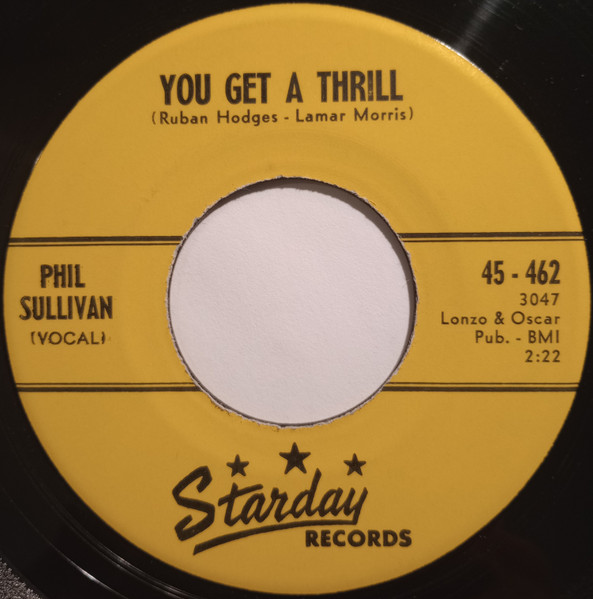 YOU GET A THRILL
(Ruban Hodges - Lamar Morris)
PHIL
SULLIVAN
(VOCAL)
45 - 462
3047
Lonzo & Oscar
Pub. - BMI
2:22
Starday
RECORDS